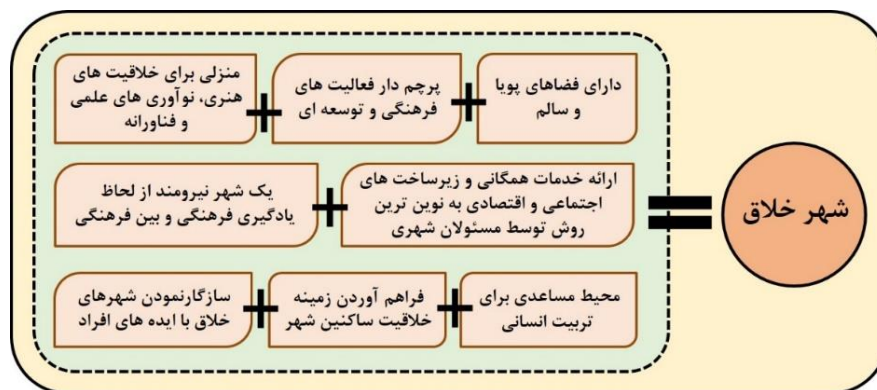 دارای فضاهای پویا
و سالم
+
پرچم دار فعالیت های
فرهنگی و توسعه ای
+
منزلی برای خلاقیت های
هنری، نوآوری های علمی
و فناورانه
ارائه خدمات همگانی و زیرساخت های
اجتماعی و اقتصادی به نوین ترین
روش توسط مسئولان شهری
+
یک شهر نیرومند از لحاظ
یادگیری فرهنگی و بین فرهنگی
محیط مساعدی برای
تربیت انسانی
+
فراهم آوردن زمینه
خلاقیت ساکنین شهر
+
سازگارنمودن شهرهای
خلاق با ایده های افراد
=
شهر خلاق